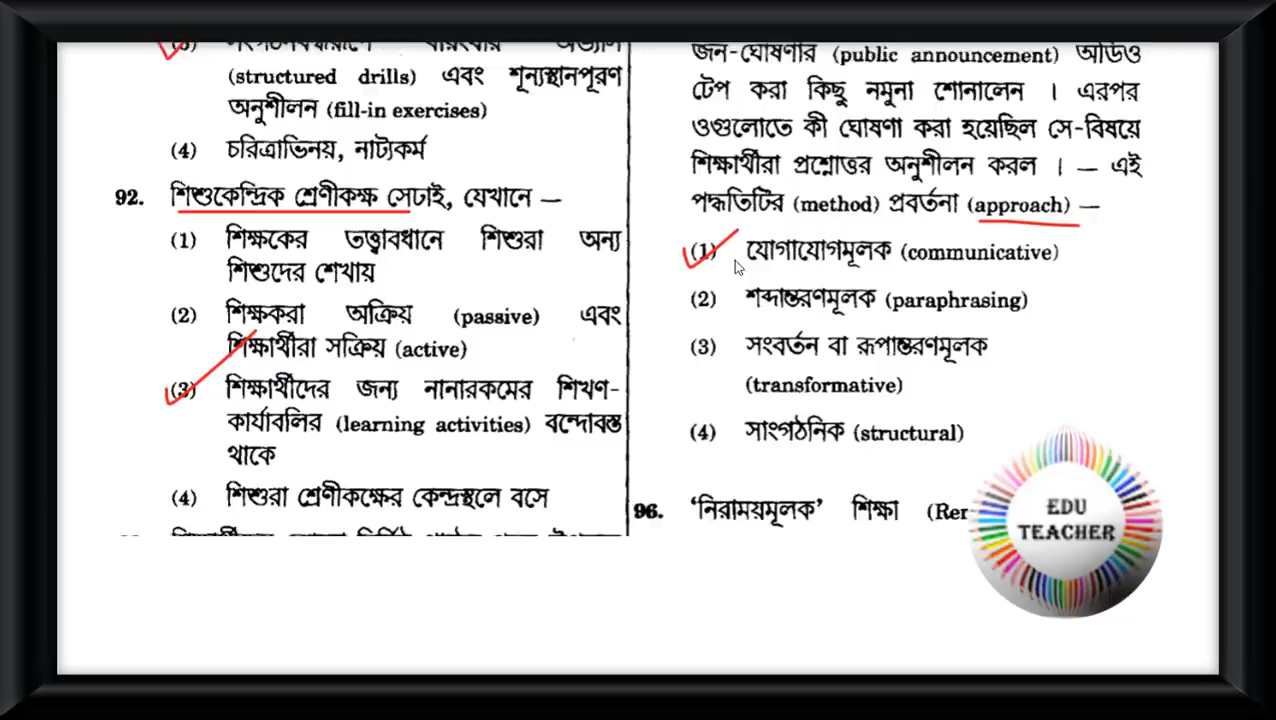 (structured drills) এবং শূন্যস্থানপূরণ
অনুশীলন (fill-in exercises)
(4) চরিত্রাভিনয়, নাট্যকর্ম
92. শিশুকেন্দ্রিক শ্রেণীকক্ষ সেটাই, যেখানে —
(1) শিক্ষকের তত্ত্বাবধানে শিশুরা অন্য
শিশুদের শেখায়
(2) শিক্ষকরা অক্রিয় (passive) এবং
শিক্ষার্থীরা সক্রিয় (active)
(3) শিক্ষার্থীদের জন্য নানারকমের শিখণ-
কার্যাবলির (learning activities) বন্দোবস্ত
থাকে
(4) শিশুরা শ্রেণীকক্ষের কেন্দ্রস্থলে বসে
জন-ঘোষণার (public announcement) অডিও
টেপ করা কিছু নমুনা শোনালেন । এরপর
ওগুলোতে কী ঘোষণা করা হয়েছিল সে-বিষয়ে
শিক্ষার্থীরা প্রশ্নোত্তর অনুশীলন করল । — এই
পদ্ধতিটির (method) প্রবর্তনা (approach) —
(1) যোগাযোগমূলক (communicative)
(2) শব্দান্তরণমূলক (paraphrasing)
(3) সংবর্তন বা রূপান্তরণমূলক
(transformative)
(4) সাংগঠনিক (structural)
96. ‘নিরাময়মূলক’ শিক্ষা (Rer
EDU
TEACHER